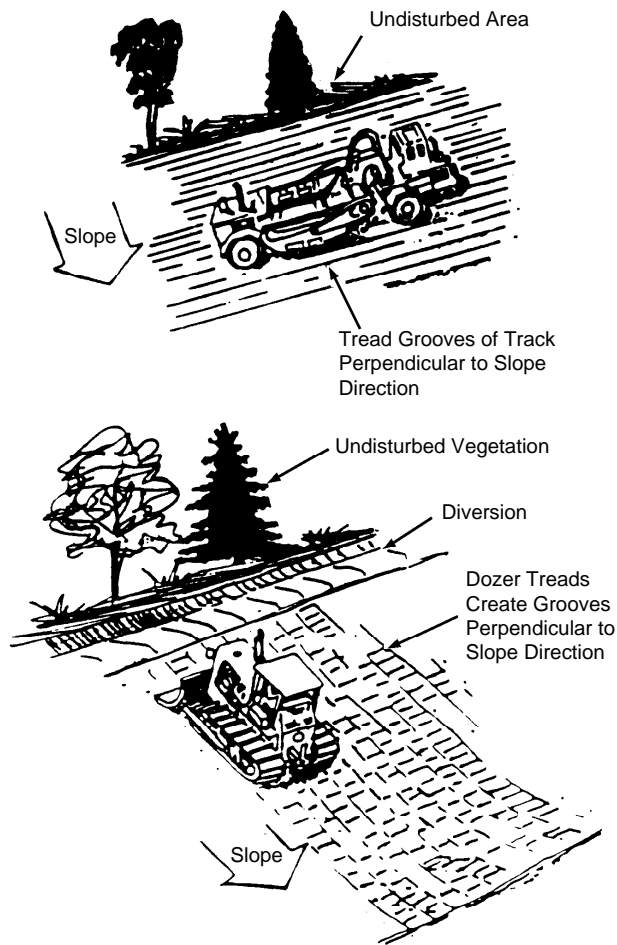 Undisturbed Area
Slope
Tread Grooves of Track
Perpendicular to Slope
Direction
Undisturbed Vegetation
Diversion
Dozer Treads
Create Grooves
Perpendicular to
Slope Direction
Slope